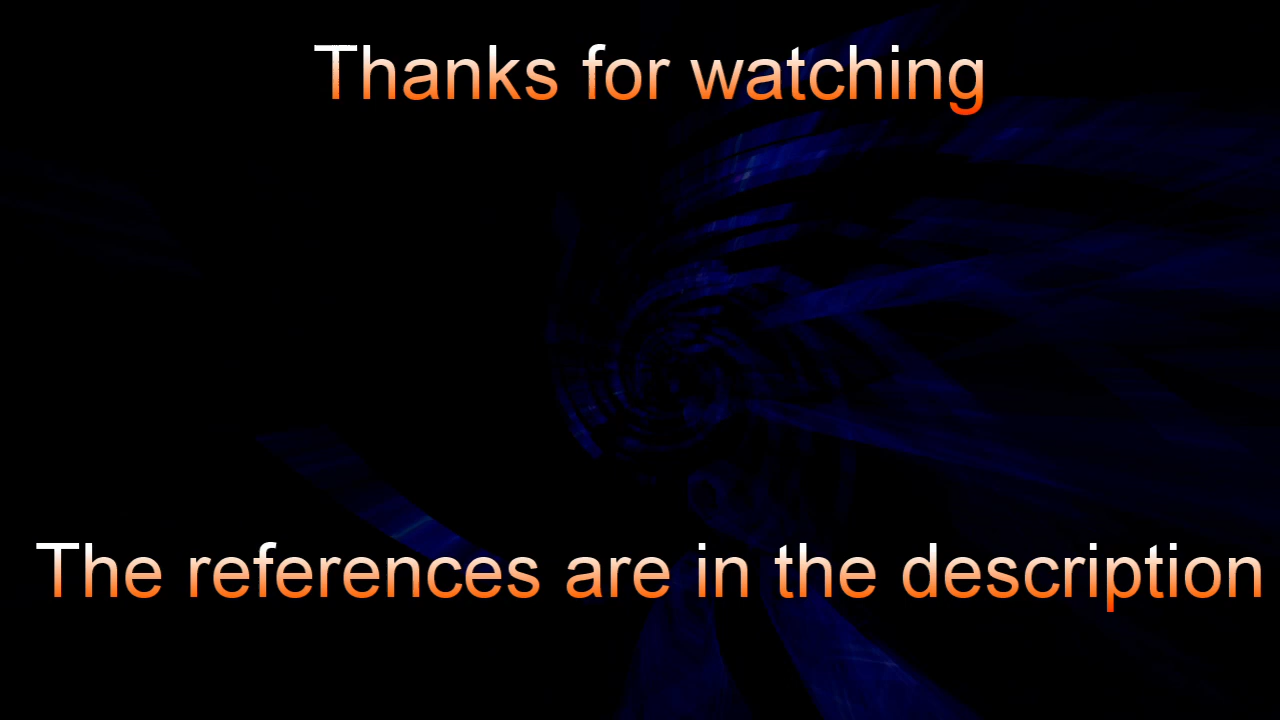 Thanks for watching
The references are in the description